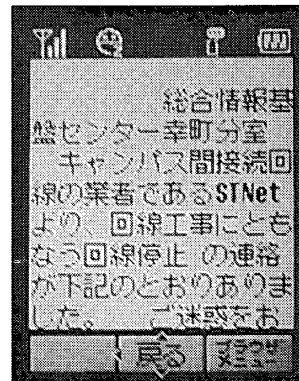 総合情報基
盤センター幸町分室
キャンパス間接続回
線の業者であるSTNet
より、回線工事にとも
なう回線停止 の連絡
が下記のとおりありま
した。 ご迷惑をお
戻る